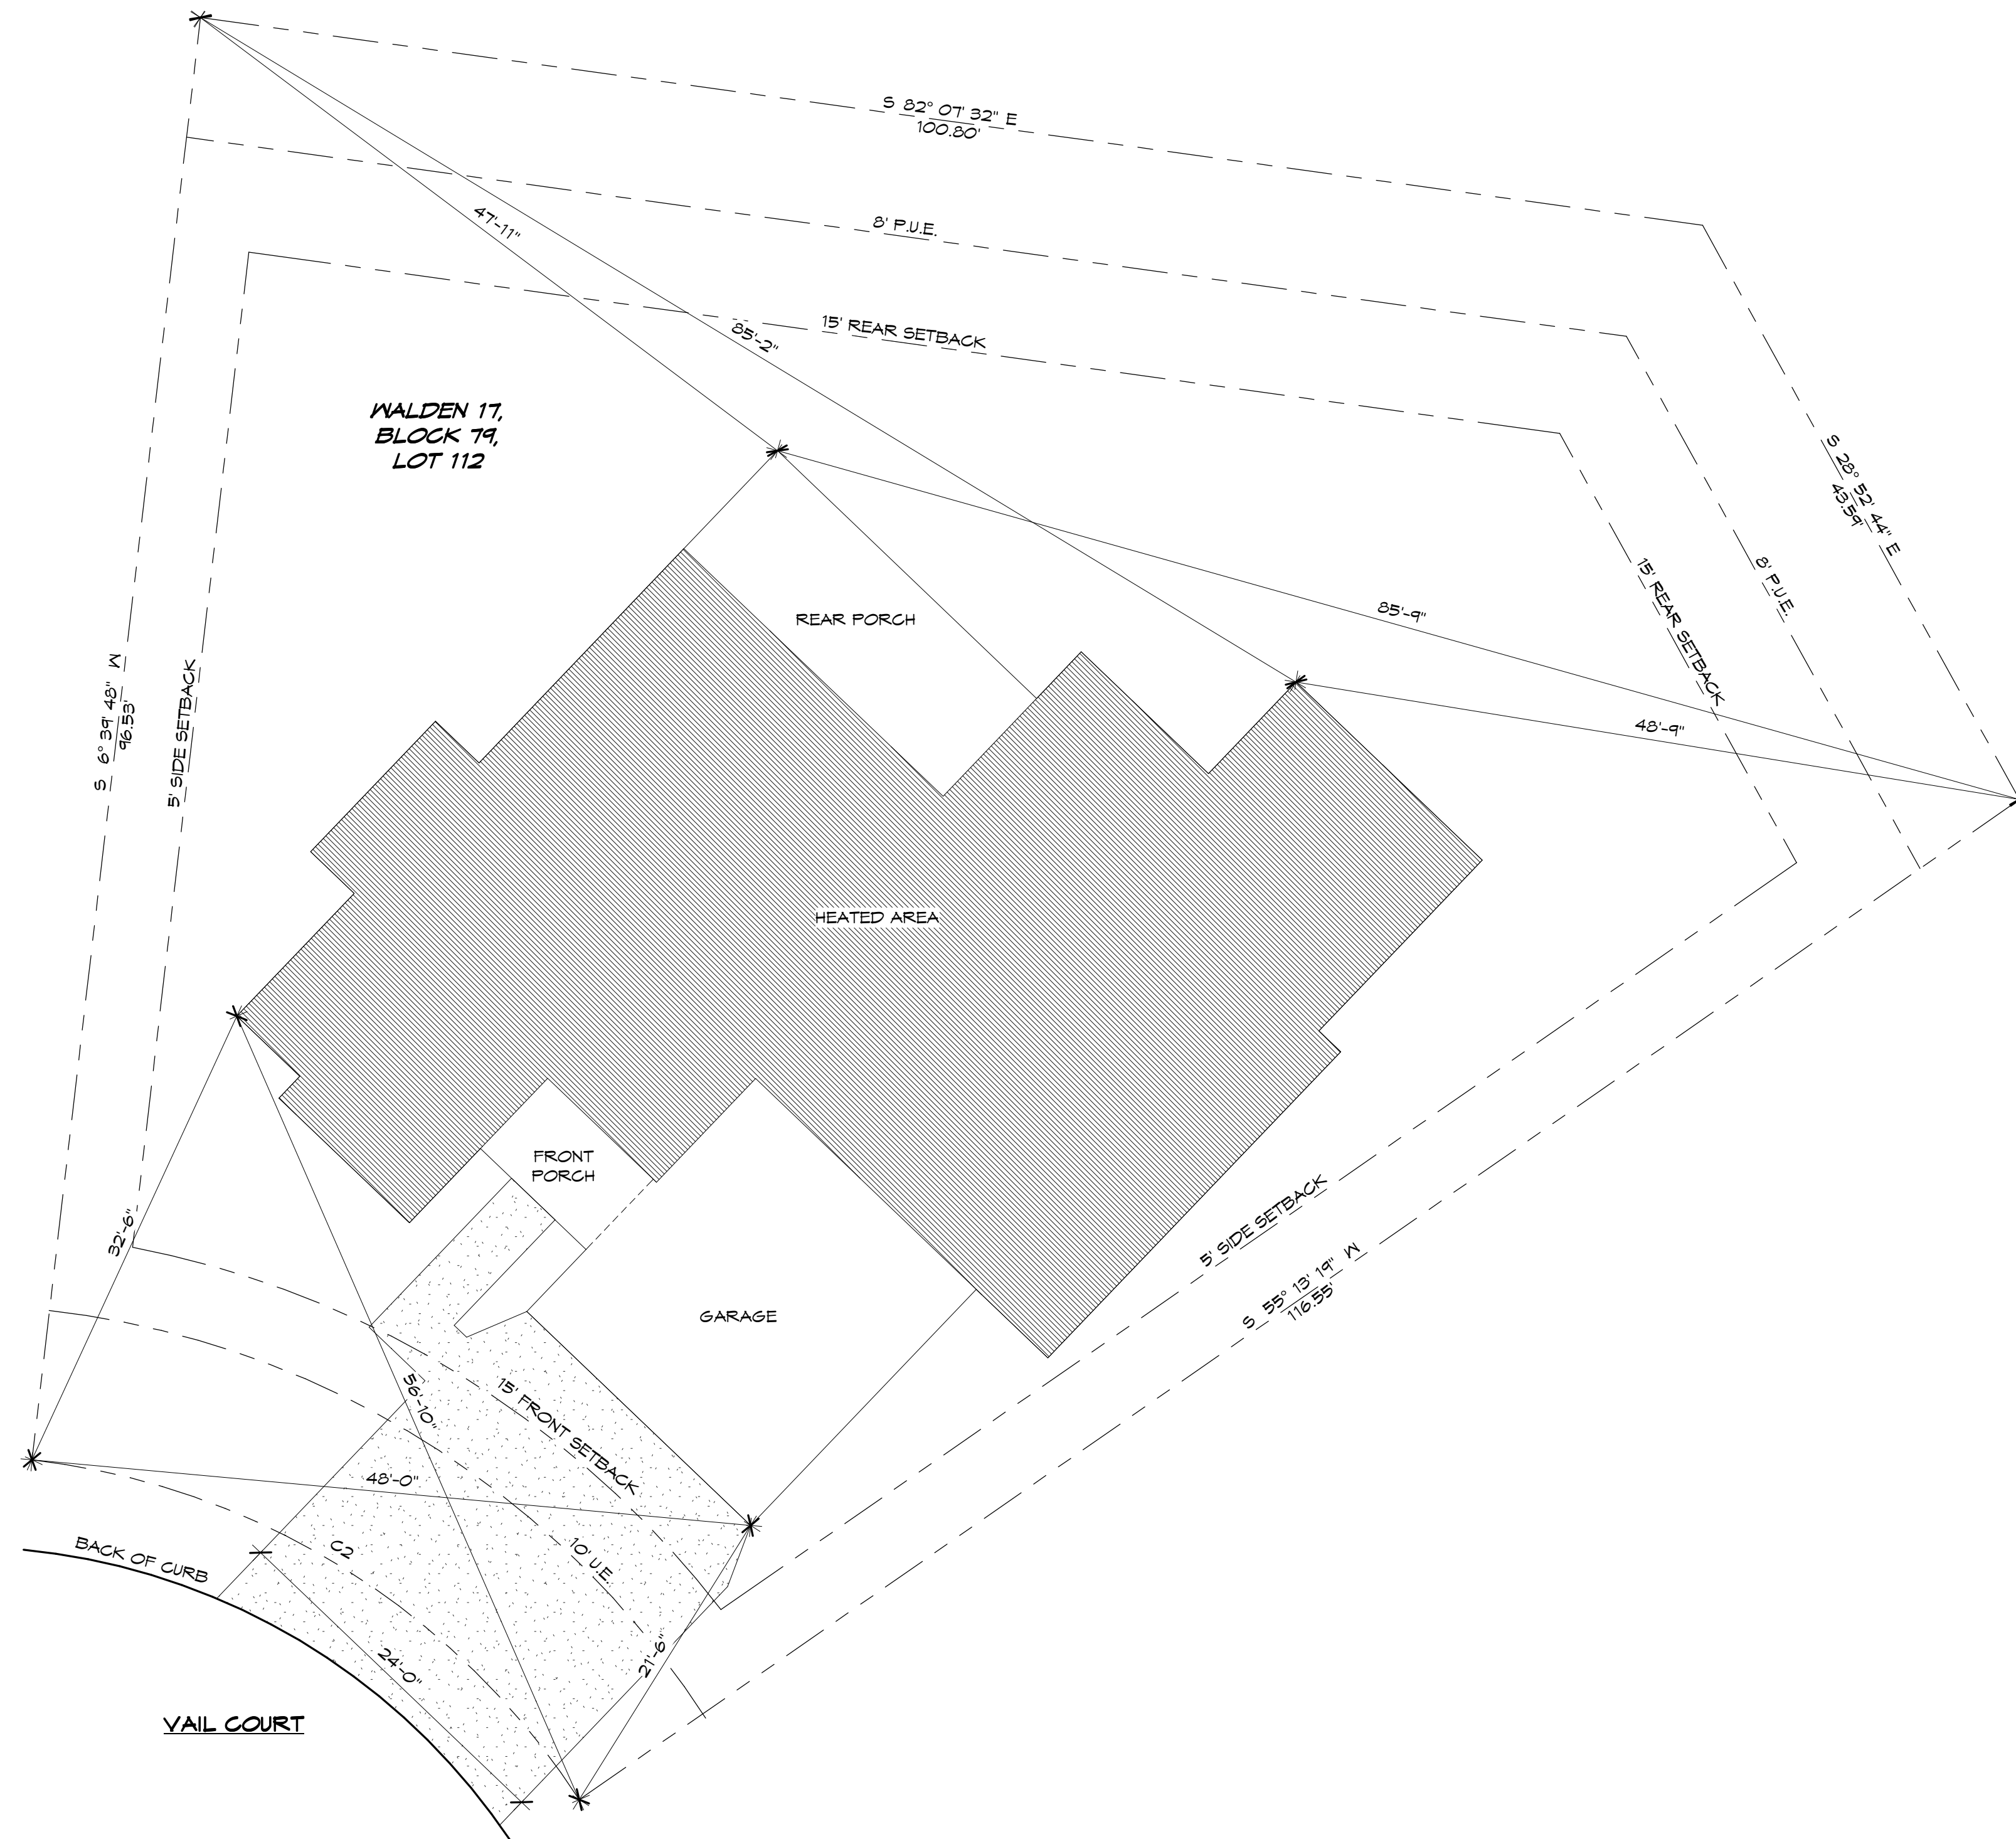 S 82° 07' 32" E
100.80'
8' P.U.E.
47'-11"
15' REAR SETBACK
85'-2"
WALDEN 17,
BLOCK 79,
LOT 112
S 28° 52' 44" E
43.59'
8' P.U.E.
15' REAR SETBACK
85'-9"
REAR PORCH
48'-9"
S 6° 39' 48" W
96.53'
5' SIDE SETBACK
HEATED AREA
FRONT
PORCH
32'-6"
5' SIDE SETBACK
S 55° 13' 19" W
116.55'
GARAGE
56'-10"
15' FRONT SETBACK
48'-0"
C2
10' U.E.
BACK OF CURB
24'-0"
21'-6"
VAIL COURT